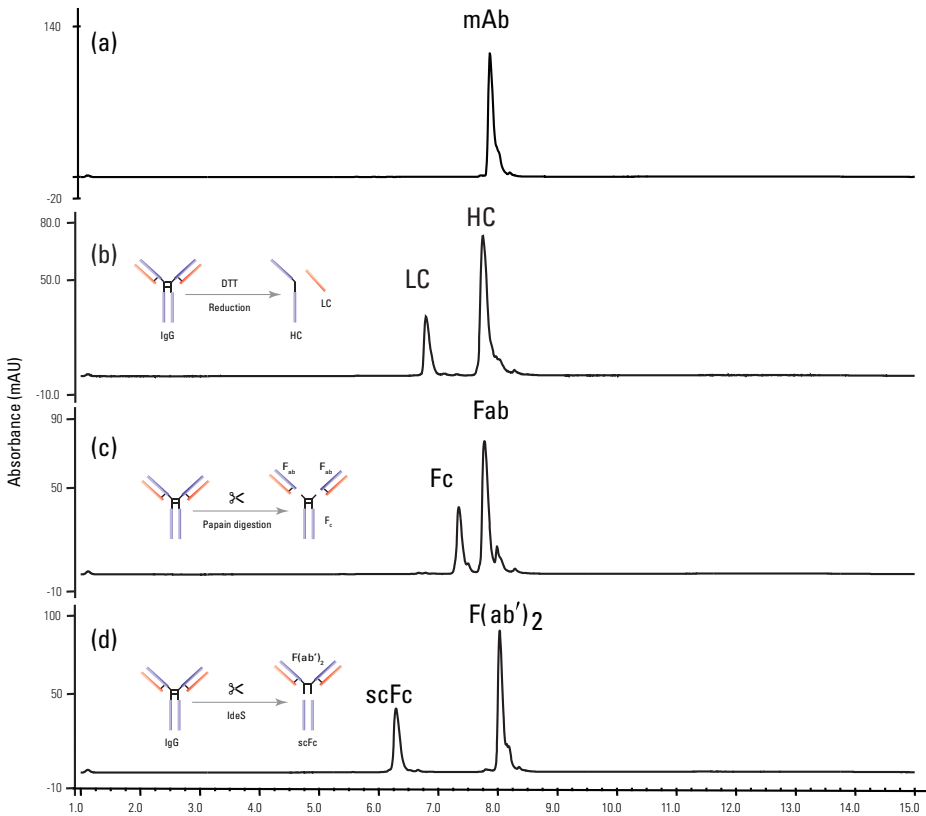 mAb
140
(a)
-20
HC
80.0
(b)
LC
50.0
DTT
Reduction
LC
IgG
HC
-10.0
Absorbance (mAU)
Fab
90
(c)
Fc
Fab Fab
50
Papain digestion
Fc
-10
F(ab′)2
100
(d)
F(ab′)2
scFc
50
IdeS
IgG
scFc
-10
1.0 2.0 3.0 4.0 5.0 6.0 7.0 8.0 9.0 10.0 11.0 12.0 13.0 14.0 15.0